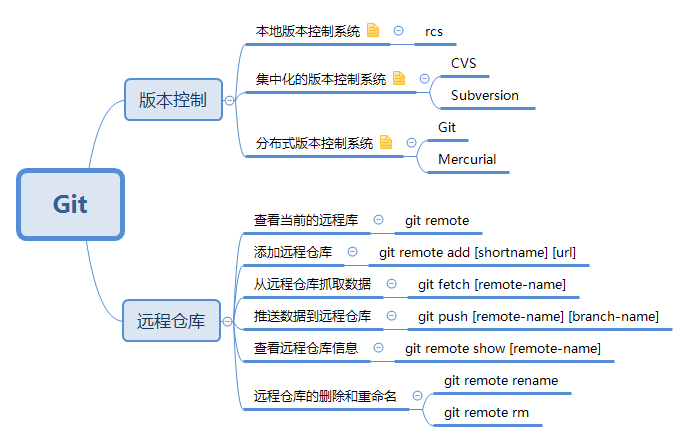 Git
版本控制
本地版本控制系统
rcs
集中化的版本控制系统
CVS
Subversion
分布式版本控制系统
Git
Mercurial
远程仓库
查看当前的远程库
git remote
添加远程仓库
git remote add [shortname] [url]
从远程仓库抓取数据
git fetch [remote-name]
推送数据到远程仓库
git push [remote-name] [branch-name]
查看远程仓库信息
git remote show [remote-name]
远程仓库的删除和重命名
git remote rename
git remote rm